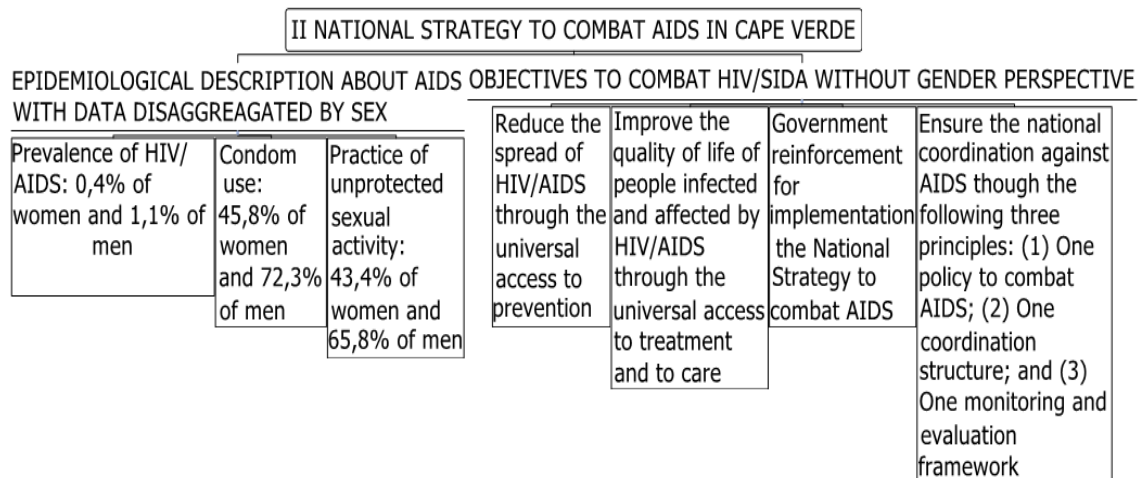 II NATIONAL STRATEGY TO COMBAT AIDS IN CAPE VERDE
EPIDEMIOLOGICAL DESCRIPTION ABOUT AIDS
WITH DATA DISAGGREAGATED BY SEX
Prevalence of HIV/
AIDS: 0,4% of
women and 1,1% of
men
Condom
use:
45,8% of
women
and 72,3%
of men
Practice of
unprotected
sexual
activity:
43,4% of
women and
65,8% of men
OBJECTIVES TO COMBAT HIV/SIDA WITHOUT GENDER PERSPECTIVE
Reduce the
spread of
HIV/AIDS
through the
universal
access to
prevention
Improve the
quality of life of
people infected
and affected by
HIV/AIDS
through the
universal access
to treatment
and to care
Government
reinforcement
for
implementation
the National
Strategy to
combat AIDS
Ensure the national
coordination against
AIDS though the
following three
principles: (1) One
policy to combat
AIDS; (2) One
coordination
structure; and (3)
One monitoring and
evaluation
framework